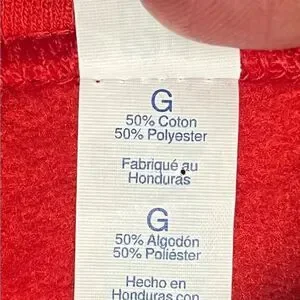 G
50% Coton
50% Polyester
Fabriqué au
Honduras
G
50% Algodón
50% Poliéster
Hecho en
Honduras con